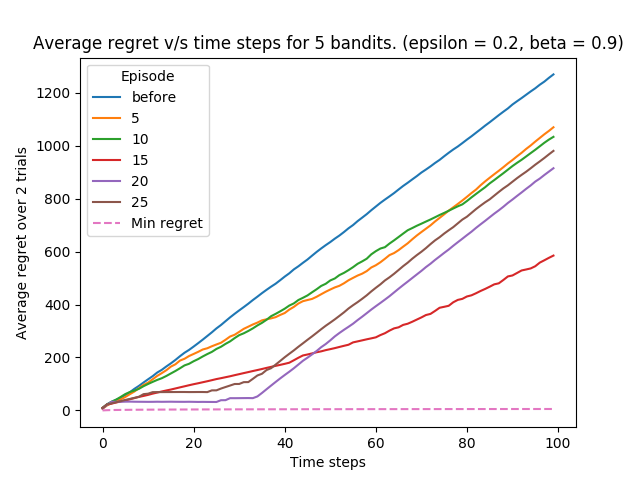 Average regret v/s time steps for 5 bandits. (epsilon = 0.2, beta = 0.9)
Episode
before
5
10
15
20
25
Min regret
Average regret over 2 trials
1200
1000
800
600
400
200
0
0 20 40 60 80 100
Time steps